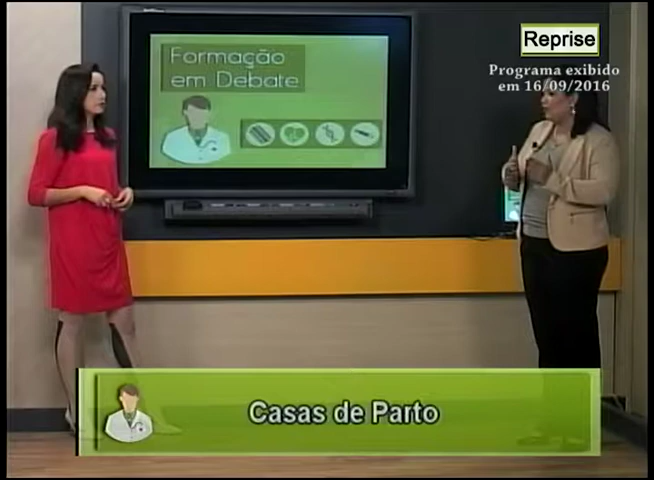 Reprise
Programa exibido
em 16/09/2016
Formação
em Debate
Casas de Parto